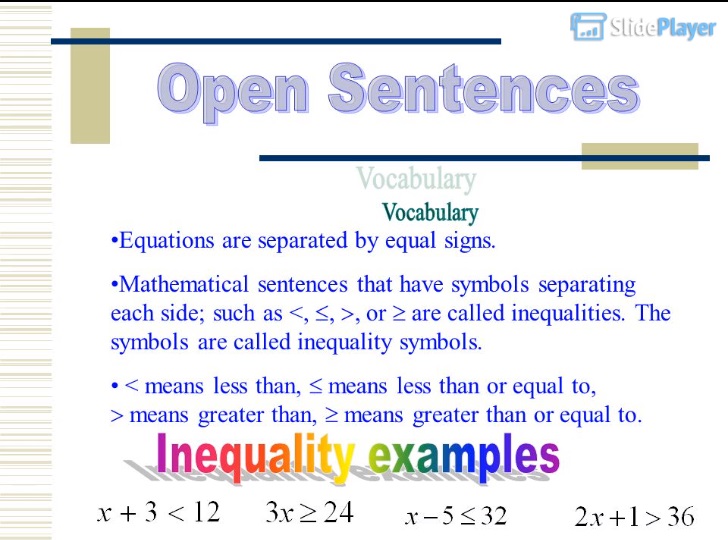 SlidePlayer
Open Sentences
Vocabulary
Vocabulary
•Equations are separated by equal signs.
•Mathematical sentences that have symbols separating
each side; such as <, ≤, >, or ≥ are called inequalities. The
symbols are called inequality symbols.
• < means less than, ≤ means less than or equal to,
> means greater than, ≥ means greater than or equal to.
Inequality examples
x + 3 < 12 3x ≥ 24 x − 5 ≤ 32 2x + 1 > 36